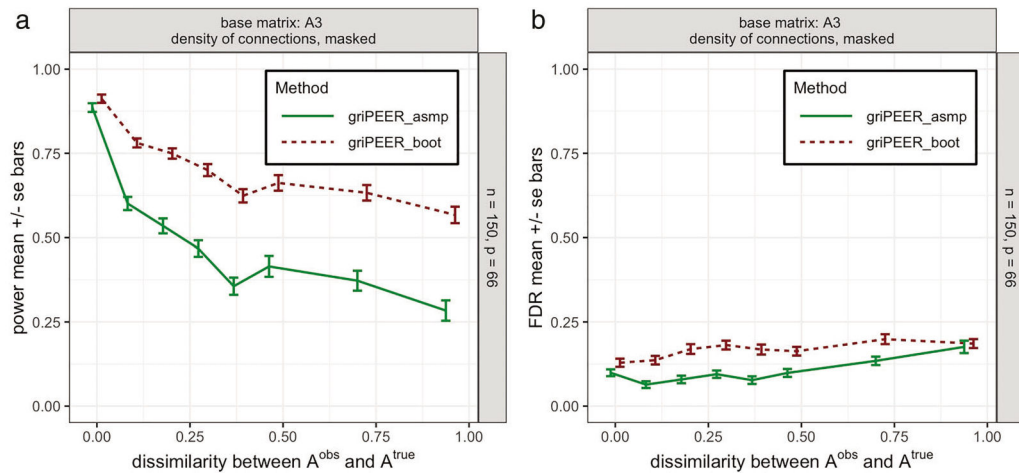 a
base matrix: A3
density of connections, masked
power mean +/- se bars
1.00
0.75
0.50
0.25
0.00
Method
griPEER_asmp
griPEER_boot
n = 150, p = 66
0.00 0.25 0.50 0.75 1.00
dissimilarity between A^obs and A^true
b
base matrix: A3
density of connections, masked
FDR mean +/- se bars
1.00
0.75
0.50
0.25
0.00
Method
griPEER_asmp
griPEER_boot
n = 150, p = 66
0.00 0.25 0.50 0.75 1.00
dissimilarity between A^obs and A^true